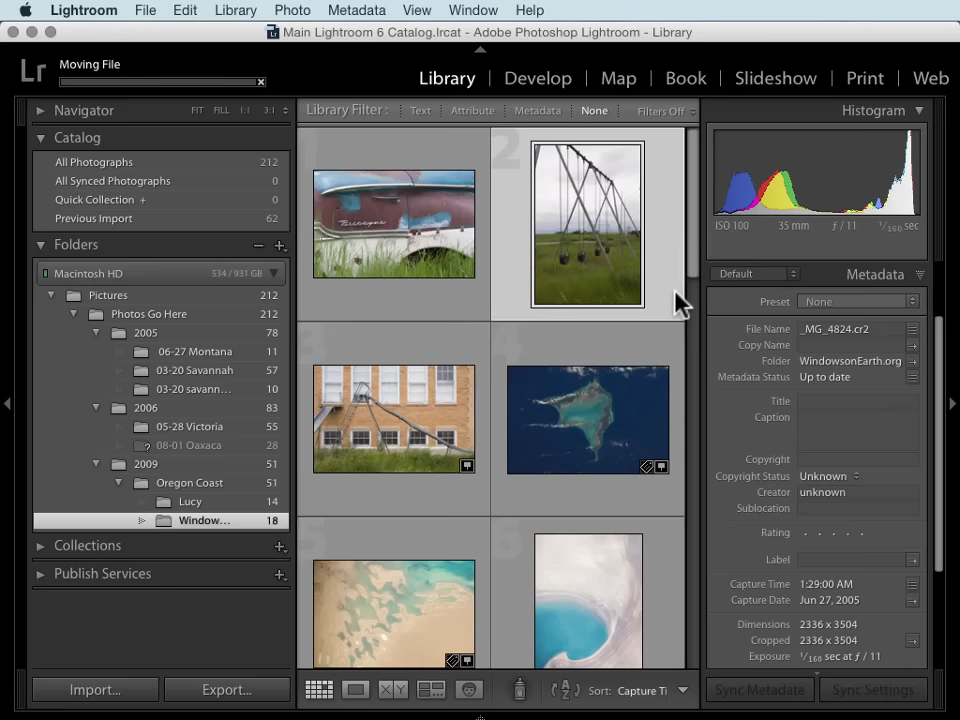 Lightroom File Edit Library Photo Metadata View Window Help
Main Lightroom 6 Catalog.lrcat - Adobe Photoshop Lightroom - Library
Lr Moving File
Library | Develop | Map | Book | Slideshow | Print | Web
Navigator FIT FILL 1:1 3:1
Catalog
All Photographs 212
All Synced Photographs 0
Quick Collection + 0
Previous Import 62
Folders
Macintosh HD 534 / 931 GB
Pictures 212
Photos Go Here 212
2005 78
06-27 Montana 11
03-20 Savannah 57
03-20 savann... 10
2006 83
05-28 Victoria 55
? 08-01 Oaxaca 28
2009 51
Oregon Coast 51
Lucy 14
Window... 18
Collections
Publish Services
Import... Export...
Library Filter : Text Attribute Metadata None Filters Off
1 2
3 4
5 6
Sort: Capture Ti
Histogram
ISO 100 35 mm ƒ / 11 1/160 sec
Default Metadata
Preset None
File Name _MG_4824.cr2
Copy Name
Folder WindowsonEarth.org
Metadata Status Up to date
Title
Caption
Copyright
Copyright Status Unknown
Creator unknown
Sublocation
Rating . . . . .
Label
Capture Time 1:29:00 AM
Capture Date Jun 27, 2005
Dimensions 2336 x 3504
Cropped 2336 x 3504
Exposure 1/160 sec at ƒ / 11
Sync Metadata Sync Settings